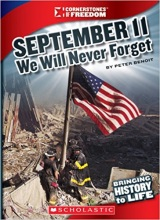 CORNERSTONES
OF FREEDOM
SEPTEMBER 11
We Will Never Forget
BY PETER BENOIT
BRINGING
HISTORY to
LIFE
SCHOLASTIC